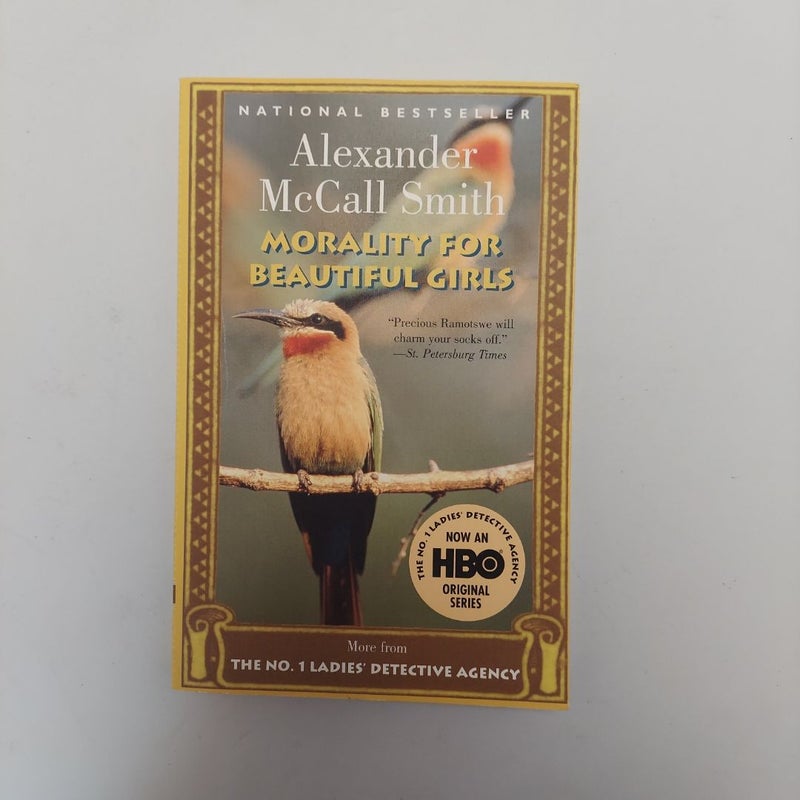 NATIONAL BESTSELLER
Alexander
McCall Smith
MORALITY FOR
BEAUTIFUL GIRLS
“Precious Ramotswe will
charm your socks off.”
—St. Petersburg Times
THE NO. 1 LADIES' DETECTIVE AGENCY
NOW AN
HBO®
ORIGINAL
SERIES
More from
THE NO. 1 LADIES' DETECTIVE AGENCY